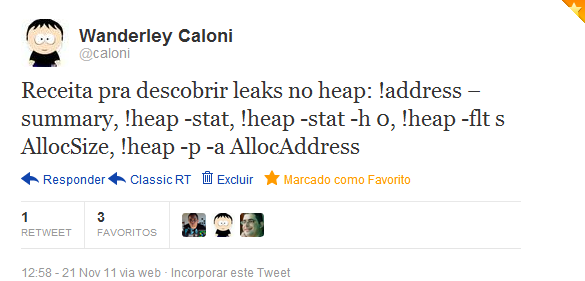 Wanderley Caloni
@caloni
Receita pra descobrir leaks no heap: !address –
summary, !heap -stat, !heap -stat -h 0, !heap -flt s
AllocSize, !heap -p -a AllocAddress
Responder Classic RT Excluir Marcado como Favorito
1 3
RETWEET FAVORITOS
12:58 - 21 Nov 11 via web · Incorporar este Tweet